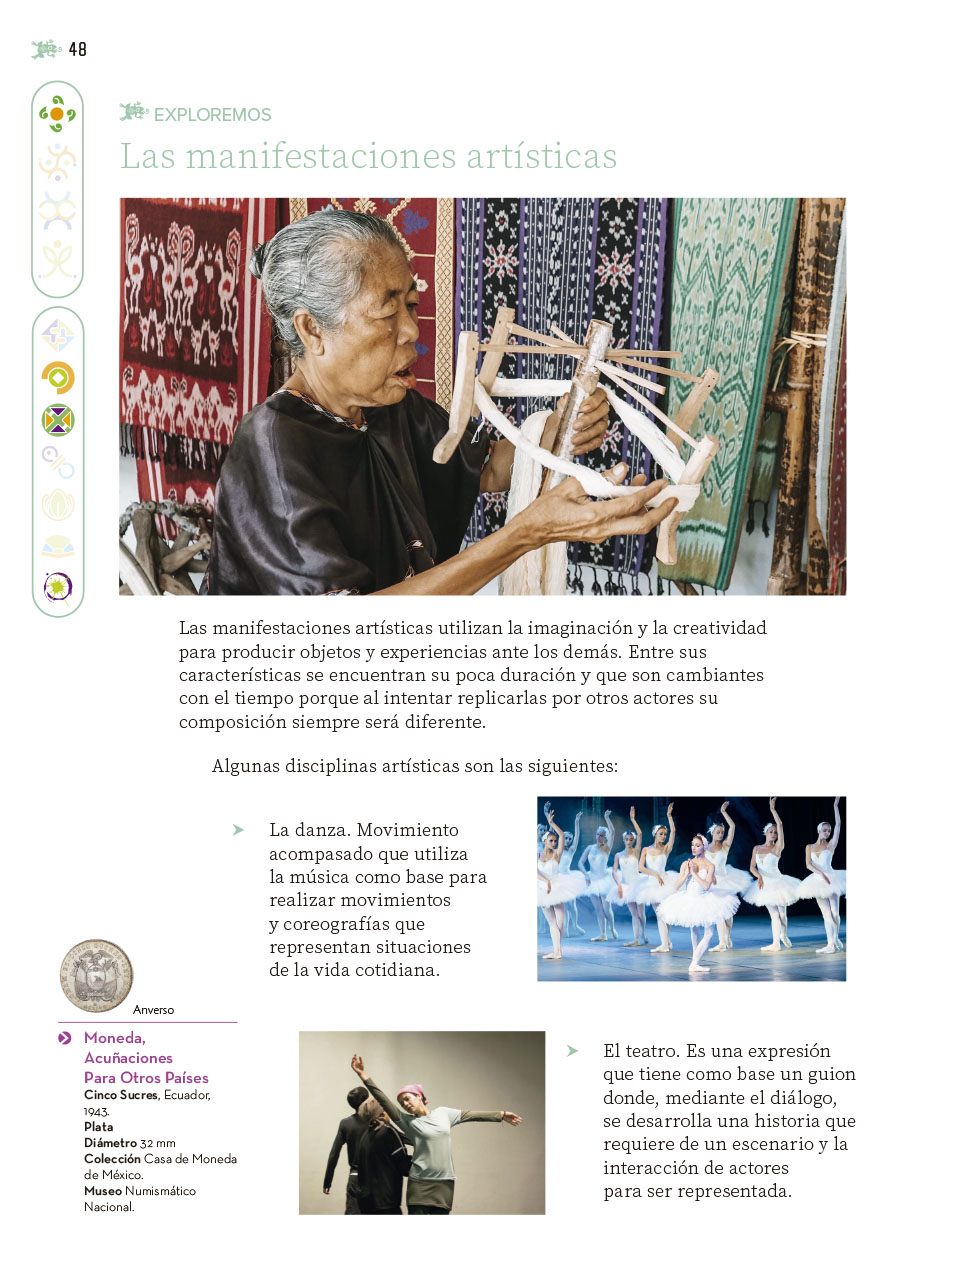 48
EXPLOREMOS
Las manifestaciones artísticas
Las manifestaciones artísticas utilizan la imaginación y la creatividad
para producir objetos y experiencias ante los demás. Entre sus
características se encuentran su poca duración y que son cambiantes
con el tiempo porque al intentar replicarlas por otros actores su
composición siempre será diferente.
Algunas disciplinas artísticas son las siguientes:
La danza. Movimiento
acompasado que utiliza
la música como base para
realizar movimientos
y coreografías que
representan situaciones
de la vida cotidiana.
Anverso
Moneda,
Acuñaciones
Para Otros Países
Cinco Sucres, Ecuador,
1943.
Plata
Diámetro 32 mm
Colección Casa de Moneda
de México.
Museo Numismático
Nacional.
El teatro. Es una expresión
que tiene como base un guion
donde, mediante el diálogo,
se desarrolla una historia que
requiere de un escenario y la
interacción de actores
para ser representada.